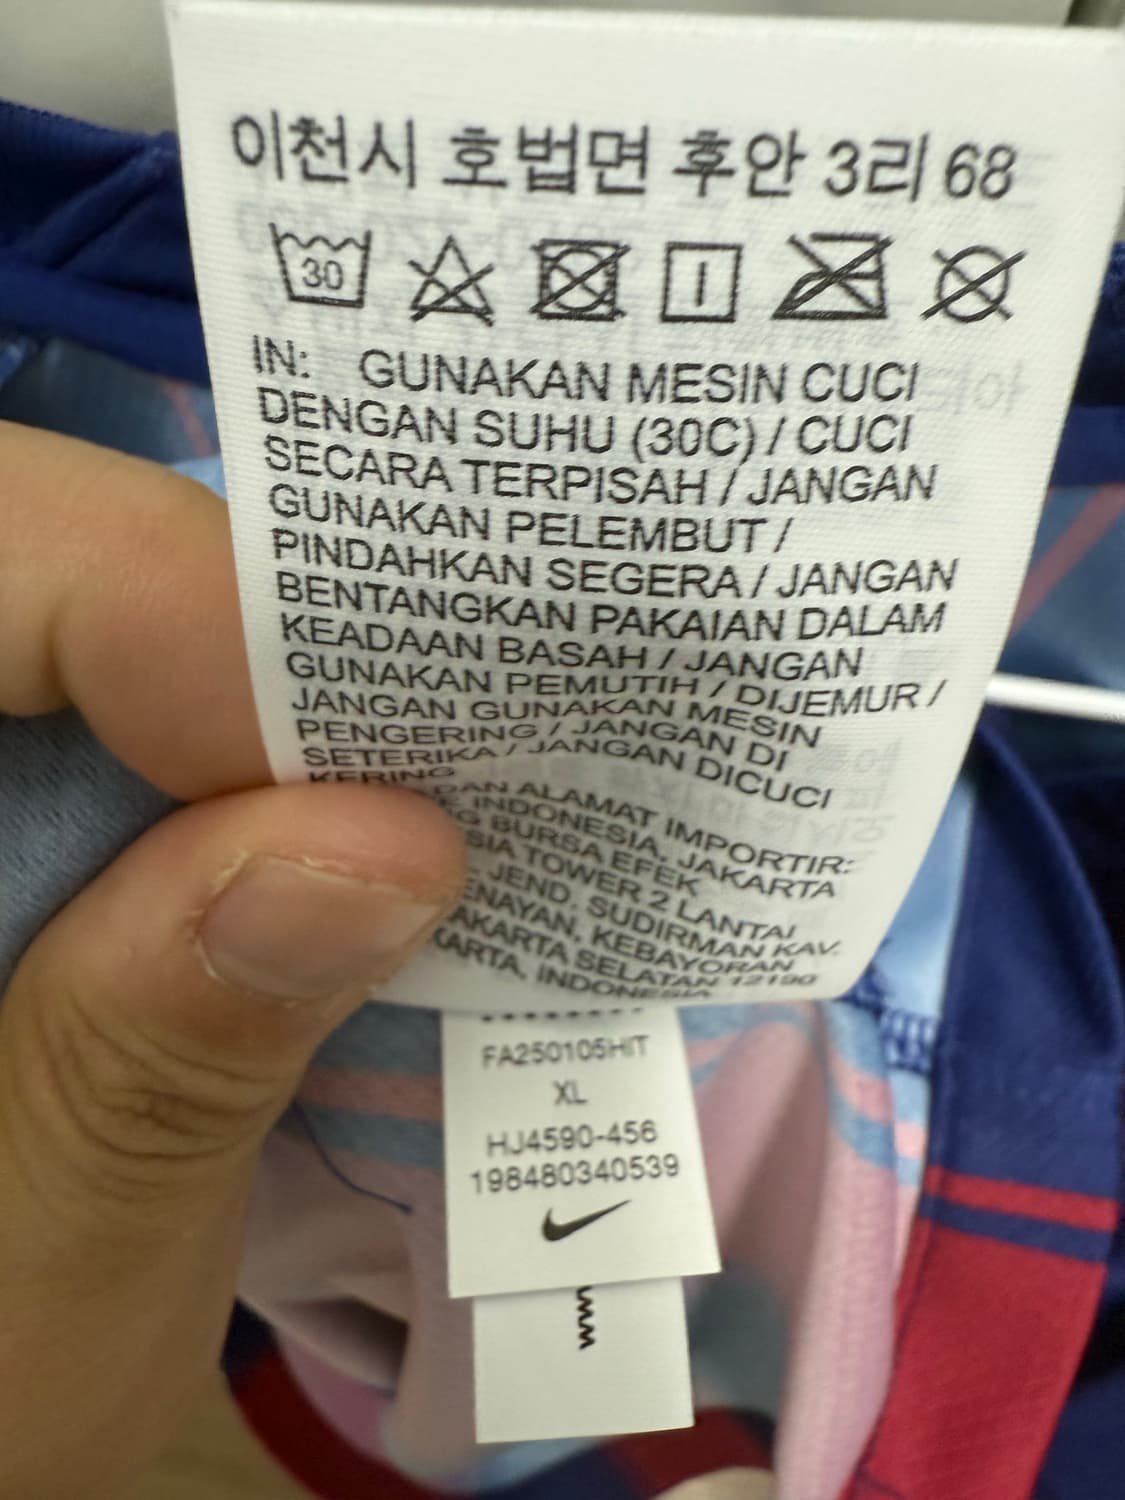 이천시 호법면 후안 3리 68
30
IN: GUNAKAN MESIN CUCI
DENGAN SUHU (30C) / CUCI
SECARA TERPISAH / JANGAN
GUNAKAN PELEMBUT /
PINDAHKAN SEGERA / JANGAN
BENTANGKAN PAKAIAN DALAM
KEADAAN BASAH / JANGAN
GUNAKAN PEMUTIH / DIJEMUR /
JANGAN GUNAKAN MESIN
PENGERING / JANGAN DI
SETERIKA / JANGAN DICUCI
KERING
DAN ALAMAT IMPORTIR:
INDONESIA, JAKARTA
BURSA EFEK
TOWER 2 LANTAI
JEND. SUDIRMAN KAV.
KEBAYORAN
SELATAN 12190
INDONESIA
FA250105HIT
XL
HJ4590-456
198480340539
www